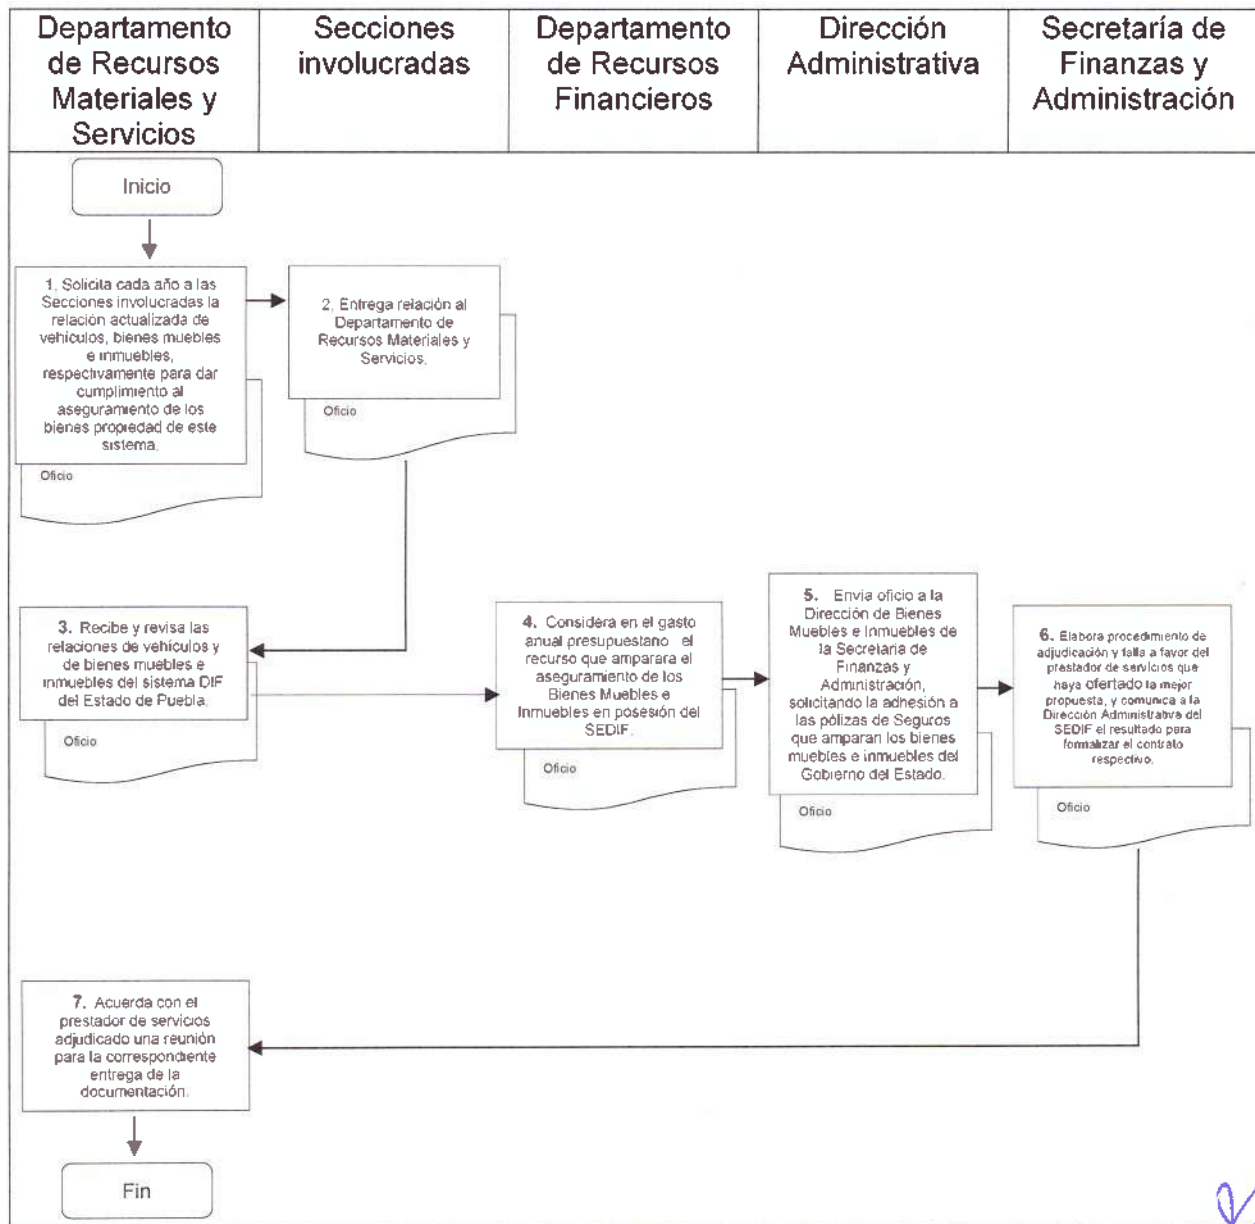 Departamento
de Recursos
Materiales y
Servicios
Secciones
involucradas
Departamento
de Recursos
Financieros
Dirección
Administrativa
Secretaría de
Finanzas y
Administración
Inicio
1. Solicita cada año a las
Secciones involucradas la
relación actualizada de
vehículos, bienes muebles
e inmuebles,
respectivamente para dar
cumplimiento al
aseguramiento de los
bienes propiedad de este
sistema.
Oficio
2. Entrega relación al
Departamento de
Recursos Materiales y
Servicios.
Oficio
3. Recibe y revisa las
relaciones de vehículos y
de bienes muebles e
inmuebles del sistema DIF
del Estado de Puebla.
Oficio
4. Considera en el gasto
anual presupuestario el
recurso que amparara el
aseguramiento de los
Bienes Muebles e
Inmuebles en posesión del
SEDIF.
Oficio
5. Envia oficio a la
Dirección de Bienes
Muebles e Inmuebles de
la Secretaria de
Finanzas y
Administración,
solicitando la adhesión a
las pólizas de Seguros
que amparan los bienes
muebles e inmuebles del
Gobierno del Estado.
Oficio
6. Elabora procedimiento de
adjudicación y falla a favor del
prestador de servicios que
haya ofertado la mejor
propuesta, y comunica a la
Dirección Administrativa del
SEDIF el resultado para
formalizar el contrato
respectivo.
Oficio
7. Acuerda con el
prestador de servicios
adjudicado una reunión
para la correspondiente
entrega de la
documentación.
Fin